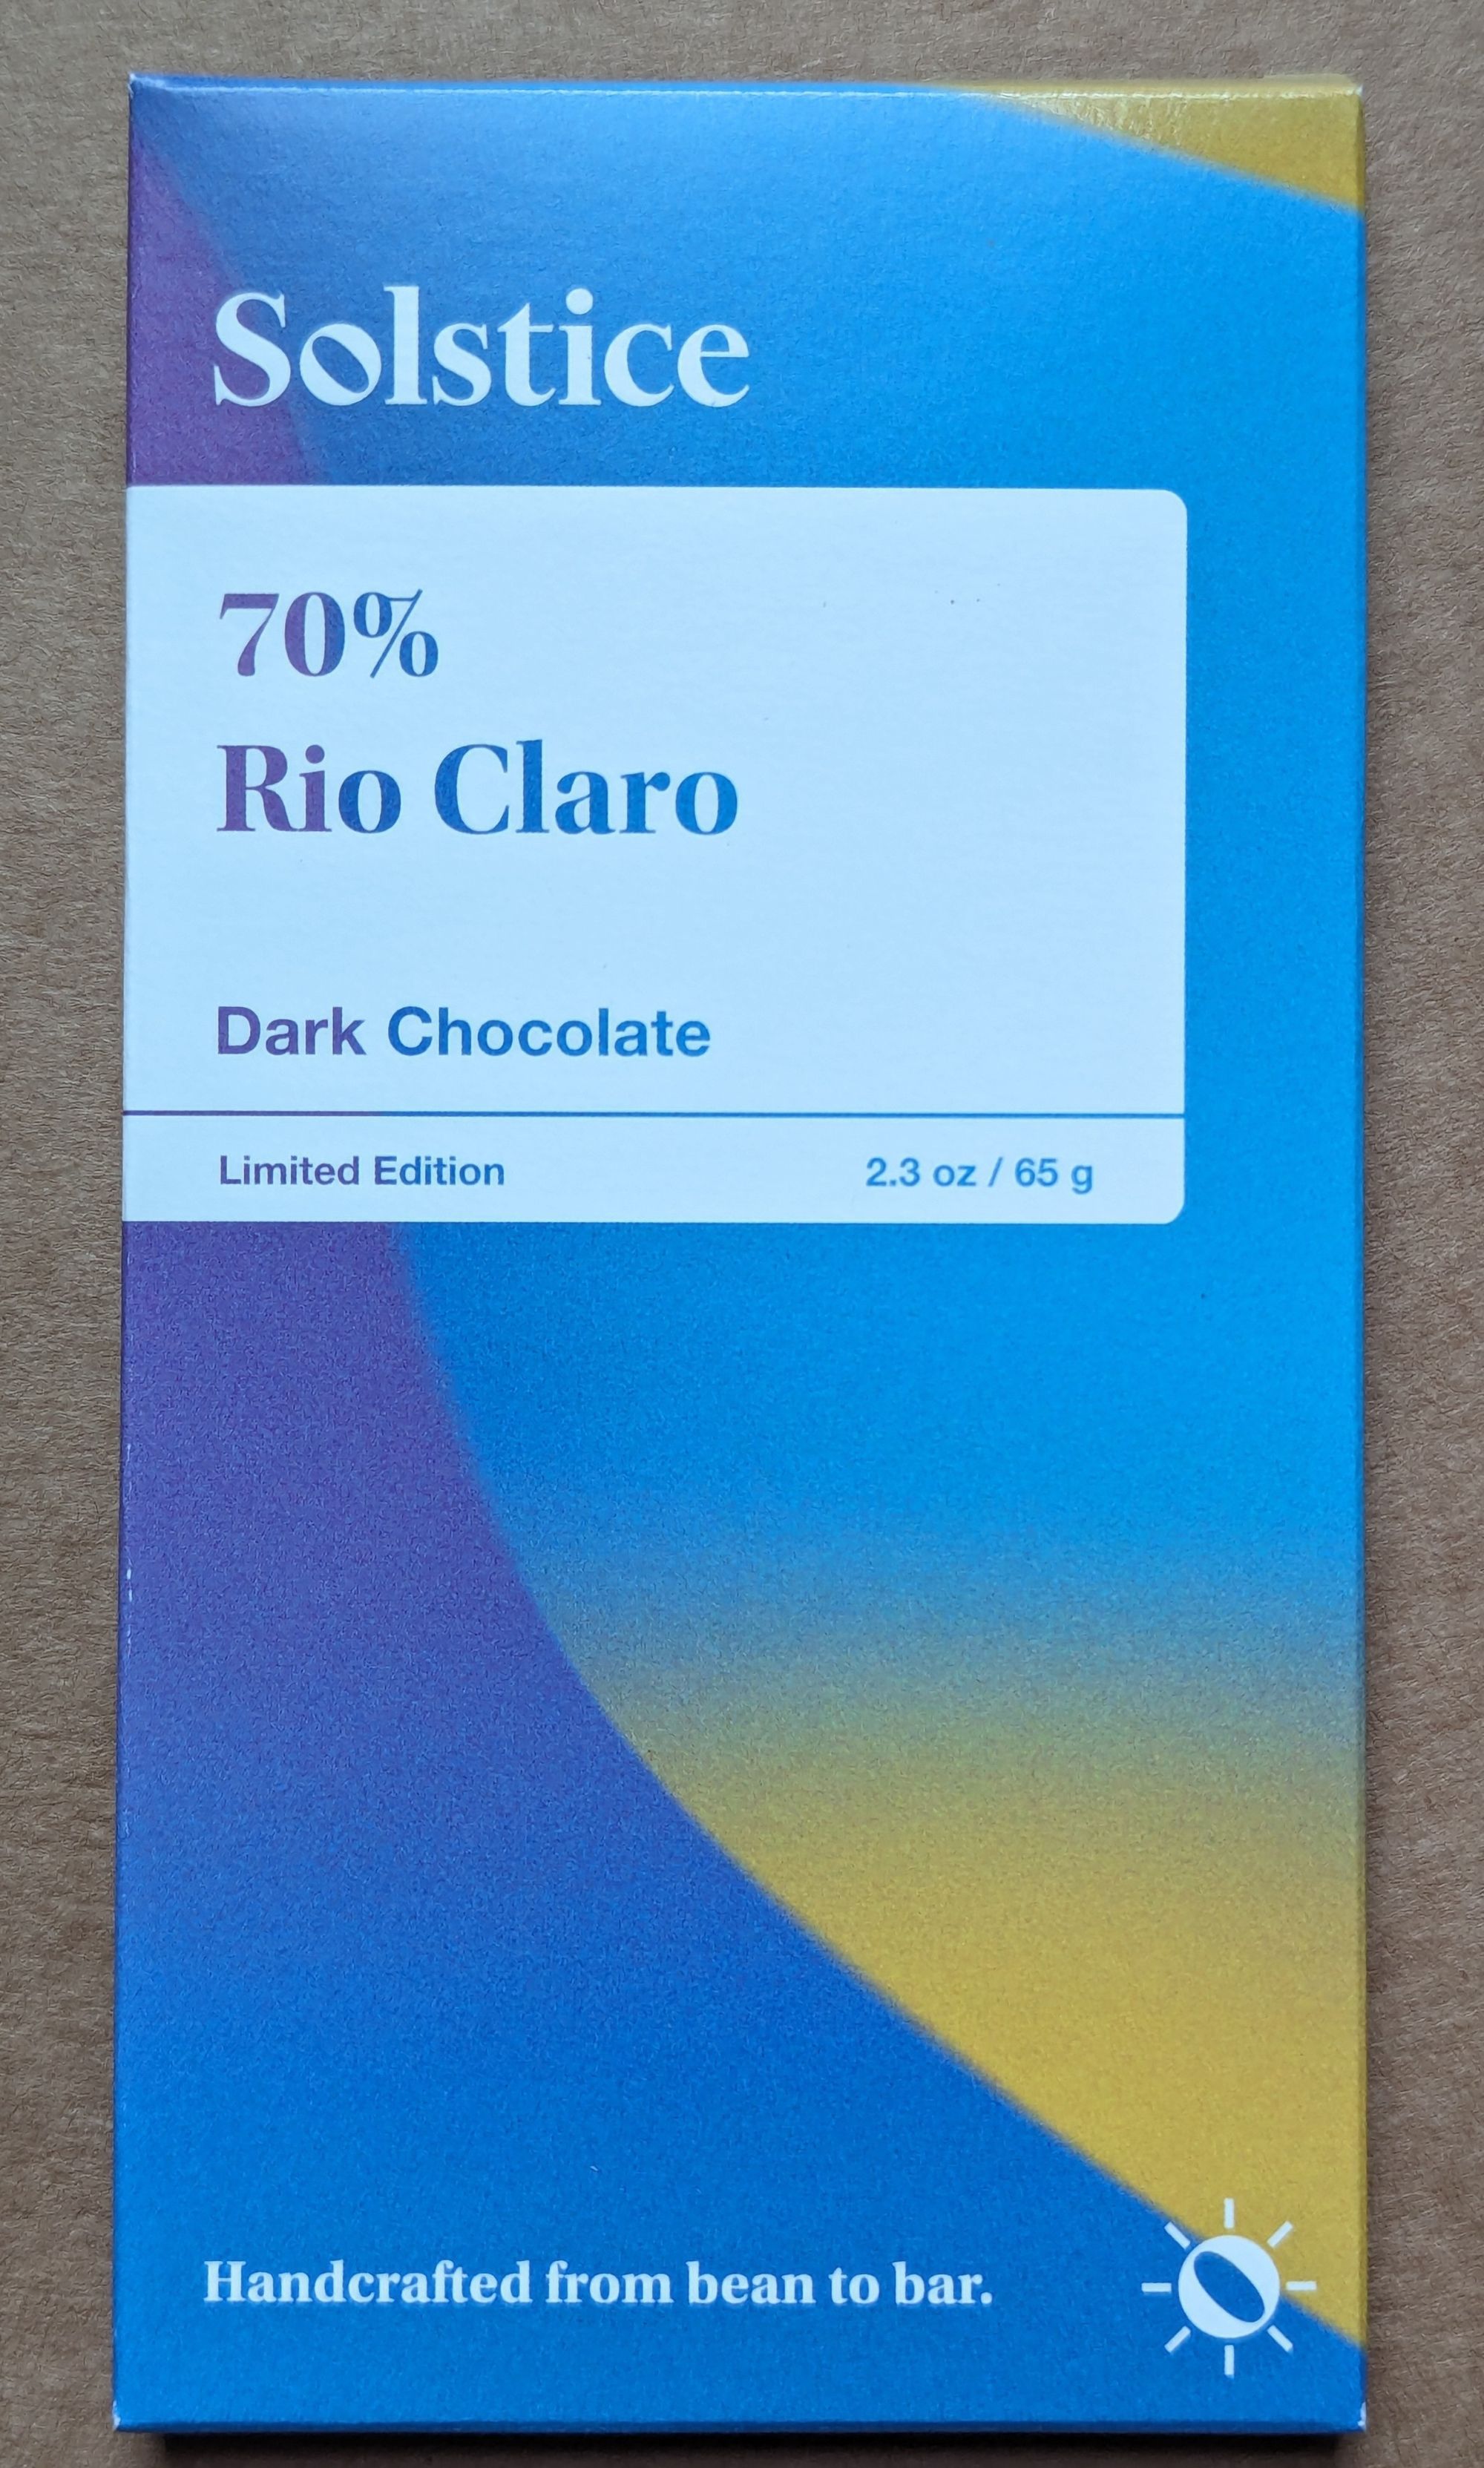 Solstice
70%
Rio Claro
Dark Chocolate
Limited Edition
2.3 oz / 65 g
Handcrafted from bean to bar.